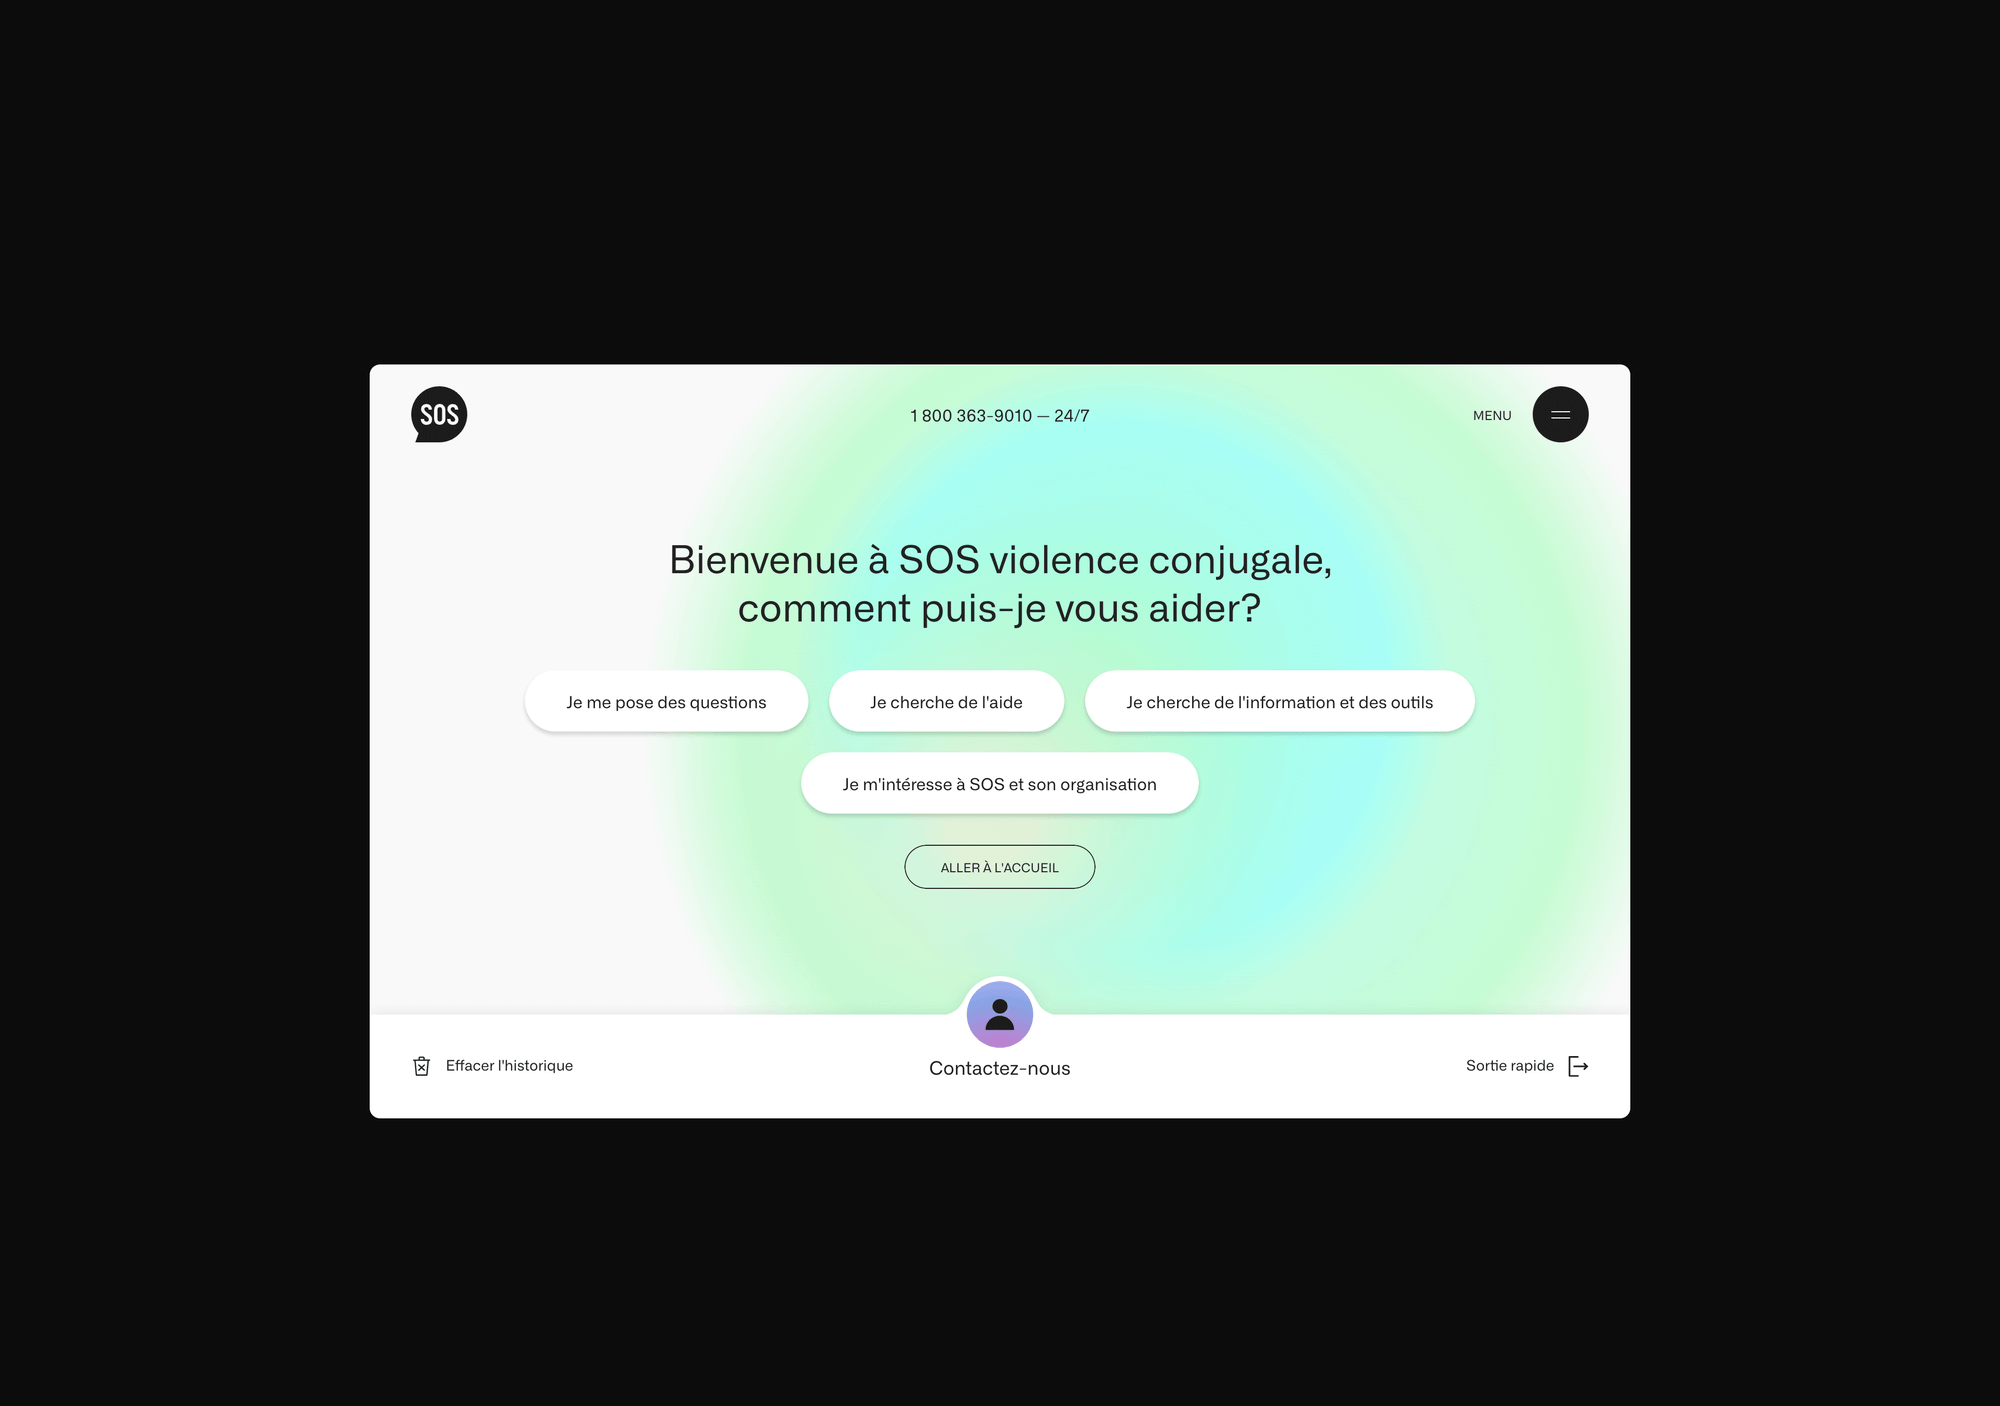 SOS
1 800 363-9010 — 24/7
MENU
Bienvenue à SOS violence conjugale,
comment puis-je vous aider?
Je me pose des questions
Je cherche de l'aide
Je cherche de l'information et des outils
Je m'intéresse à SOS et son organisation
ALLER À L'ACCUEIL
Effacer l'historique
Contactez-nous
Sortie rapide